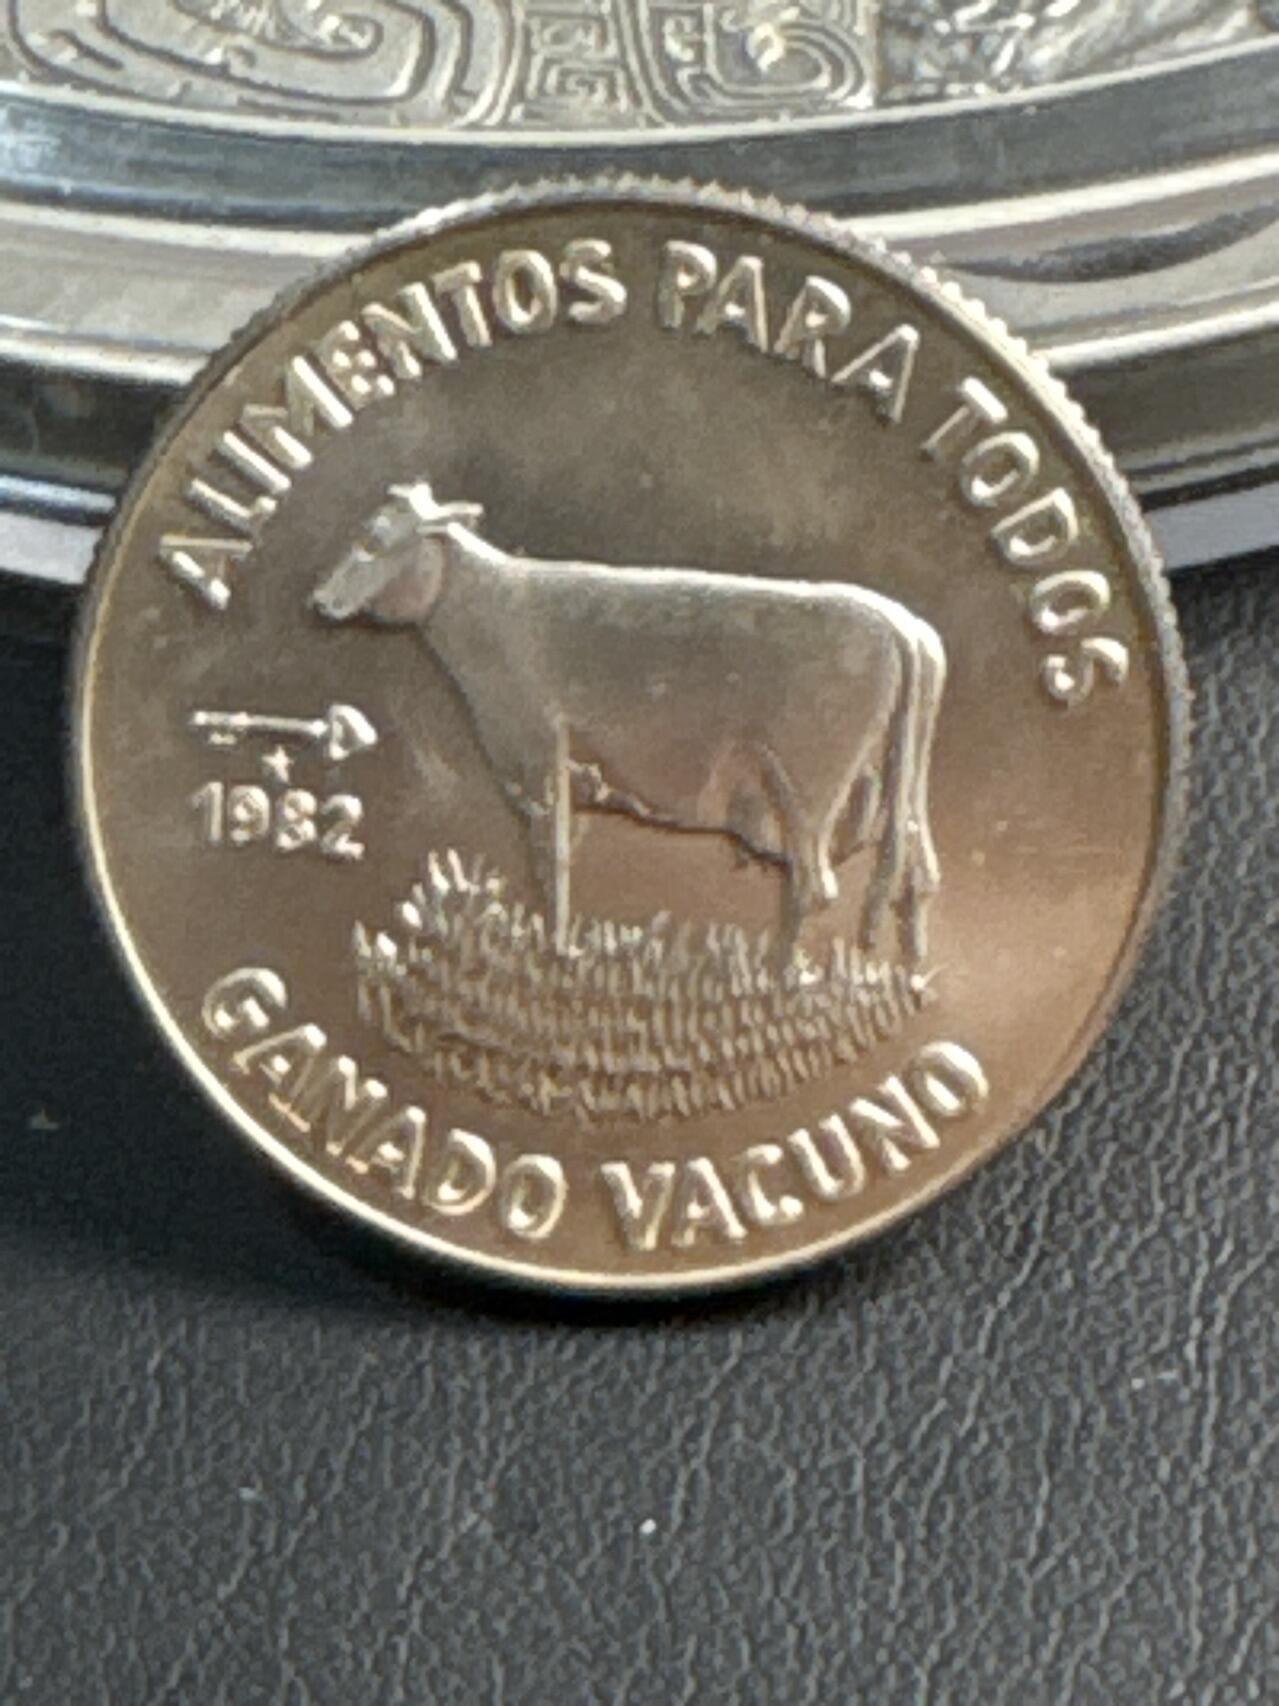 ALIMENTOS PARA TODOS
1982
GANADO VACUNO